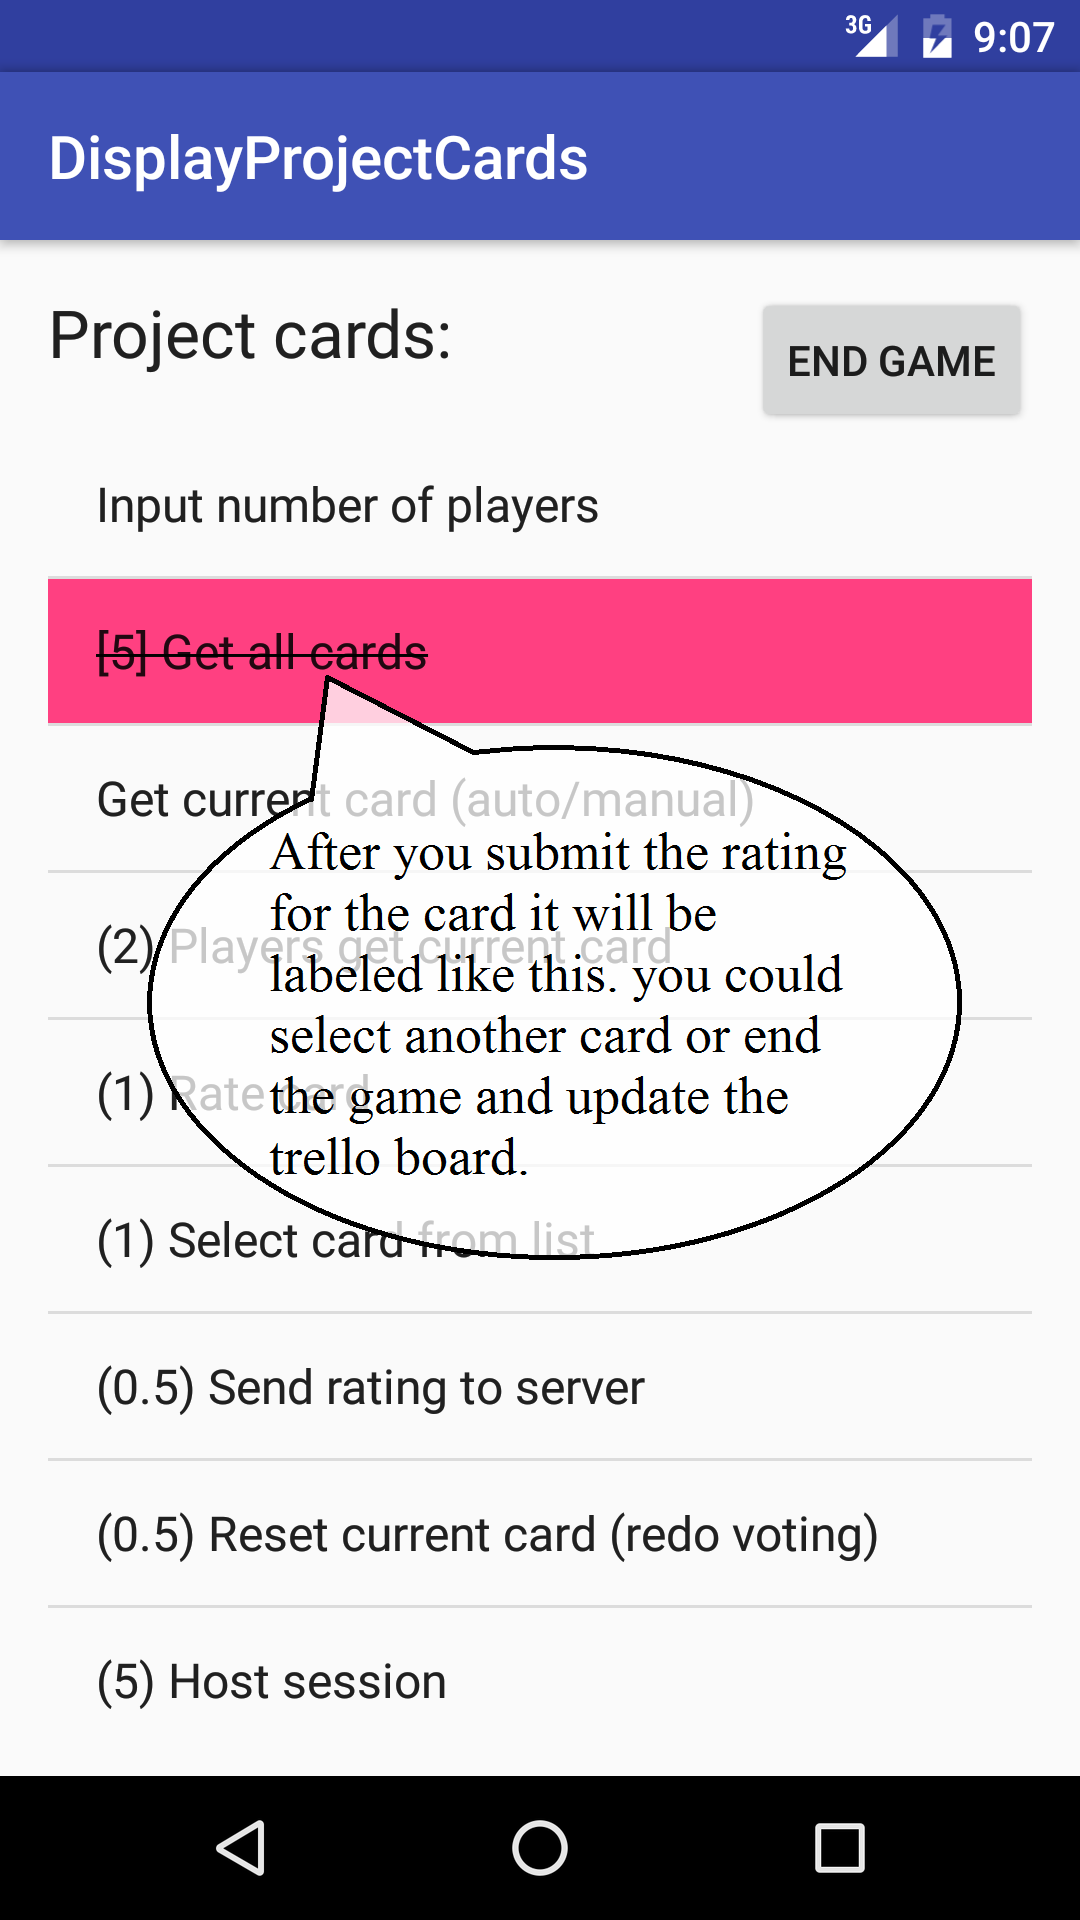 3G 9:07
DisplayProjectCards
Project cards:
END GAME
Input number of players
[5] Get all cards
Get current card (auto/manual)
After you submit the rating
for the card it will be
(2) Players get current card
labeled like this. you could
select another card or end
(1) Rate card
the game and update the
trello board.
(1) Select card from list
(0.5) Send rating to server
(0.5) Reset current card (redo voting)
(5) Host session